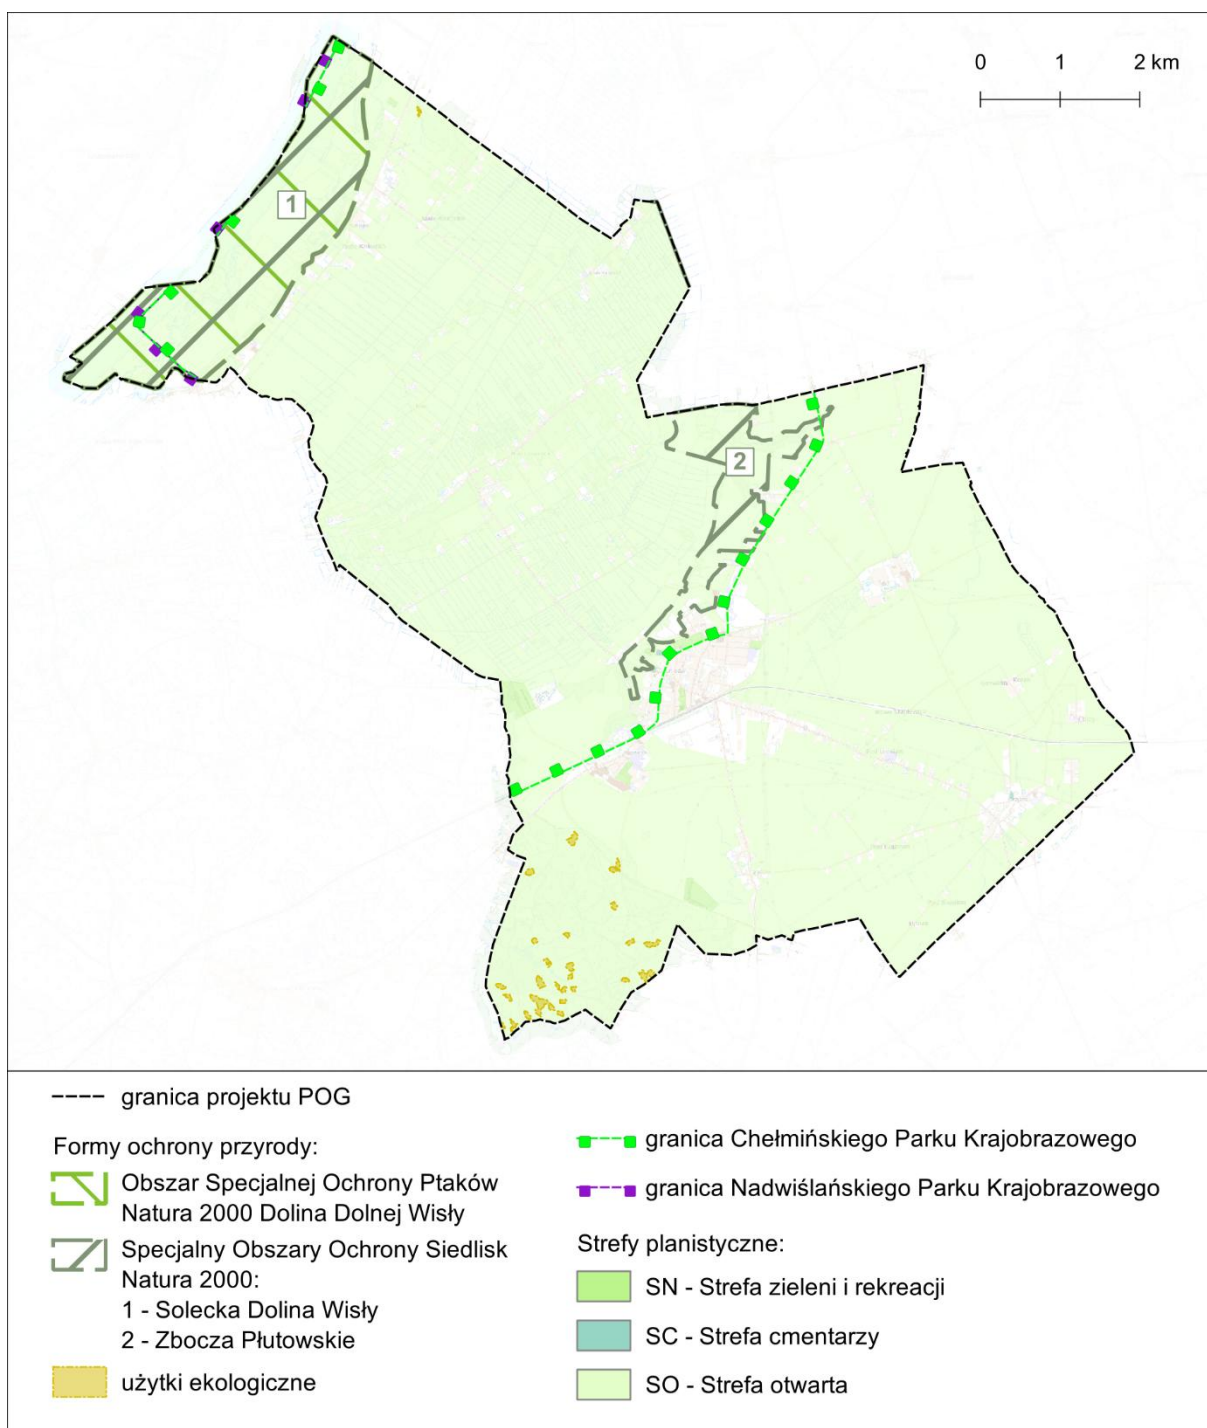 0 1 2 km
1
2
granica projektu POG
Formy ochrony przyrody:
Obszar Specjalnej Ochrony Ptaków
Natura 2000 Dolina Dolnej Wisły
Specjalny Obszary Ochrony Siedlisk
Natura 2000:
1 - Solecka Dolina Wisły
2 - Zbocza Płutowskie
użytki ekologiczne
granica Chełmińskiego Parku Krajobrazowego
granica Nadwiślańskiego Parku Krajobrazowego
Strefy planistyczne:
SN - Strefa zieleni i rekreacji
SC - Strefa cmentarzy
SO - Strefa otwarta